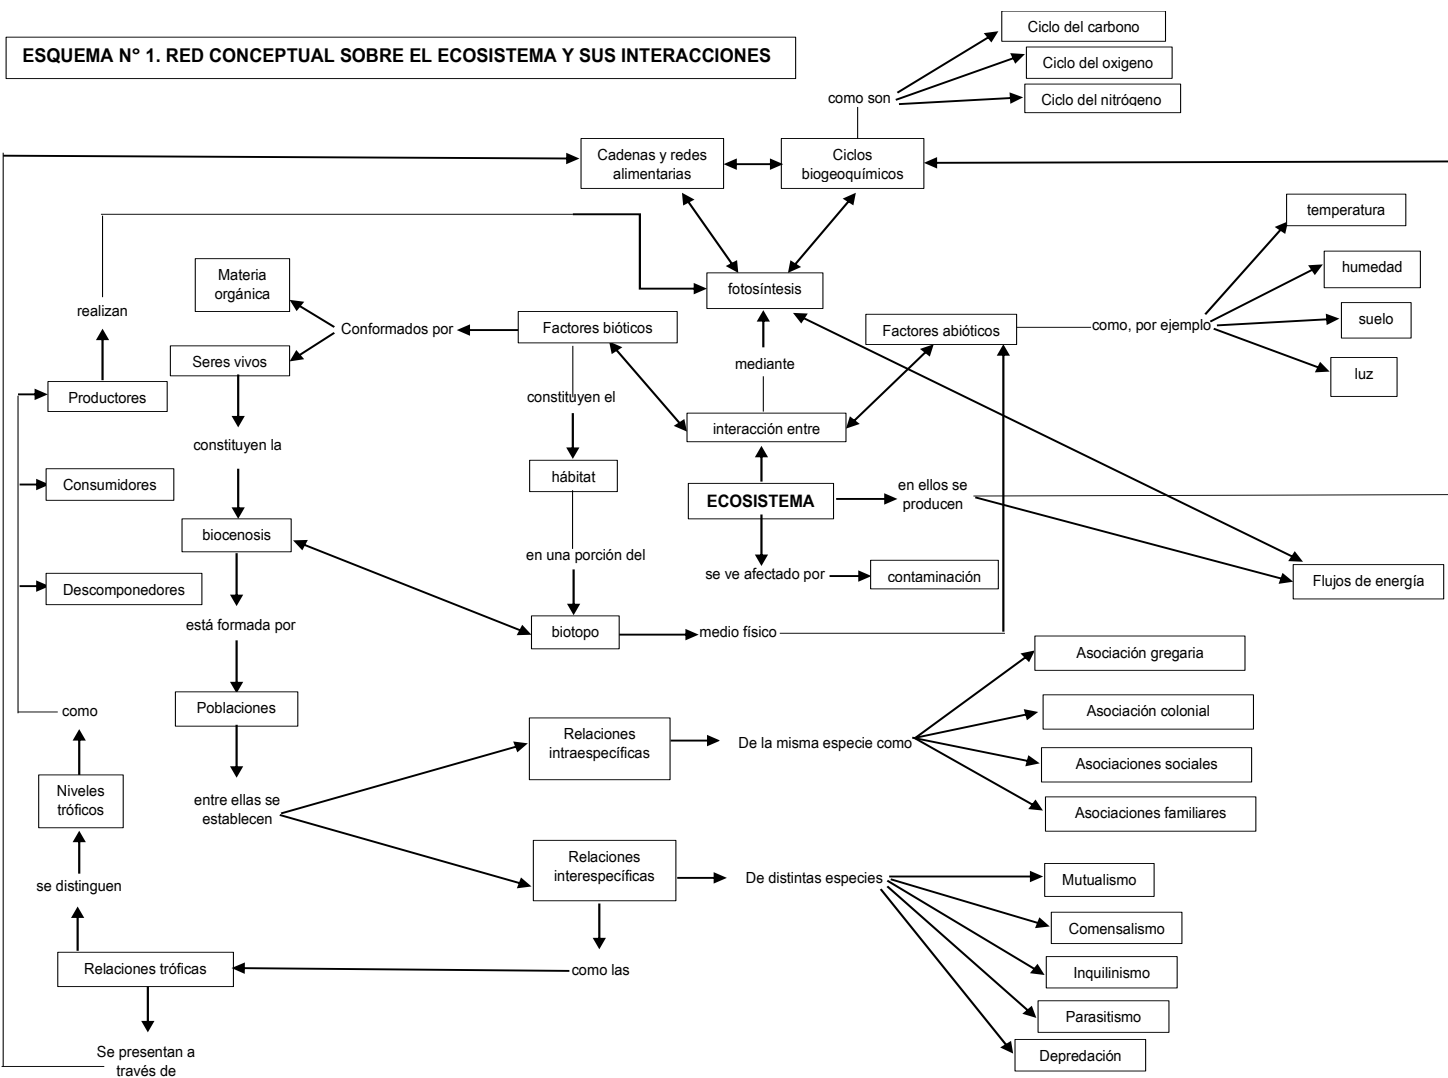 ESQUEMA N° 1. RED CONCEPTUAL SOBRE EL ECOSISTEMA Y SUS INTERACCIONES
Ciclo del carbono
Ciclo del oxigeno
Ciclo del nitrógeno
como son
Cadenas y redes
alimentarias
Ciclos
biogeoquímicos
temperatura
humedad
suelo
luz
Materia
orgánica
fotosíntesis
realizan
Conformados por
Factores bióticos
Factores abióticos
como, por ejemplo
Seres vivos
mediante
Productores
constituyen el
interacción entre
constituyen la
hábitat
Consumidores
ECOSISTEMA
en ellos se
producen
biocenosis
en una porción del
se ve afectado por
contaminación
Flujos de energía
Descomponedores
está formada por
biotopo
medio físico
Asociación gregaria
Poblaciones
como
Asociación colonial
Relaciones
intraespecíficas
De la misma especie como
Asociaciones sociales
Niveles
tróficos
entre ellas se
establecen
Asociaciones familiares
Relaciones
interespecíficas
De distintas especies
Mutualismo
se distinguen
Comensalismo
Relaciones tróficas
como las
Inquilinismo
Parasitismo
Depredación
Se presentan a
través de